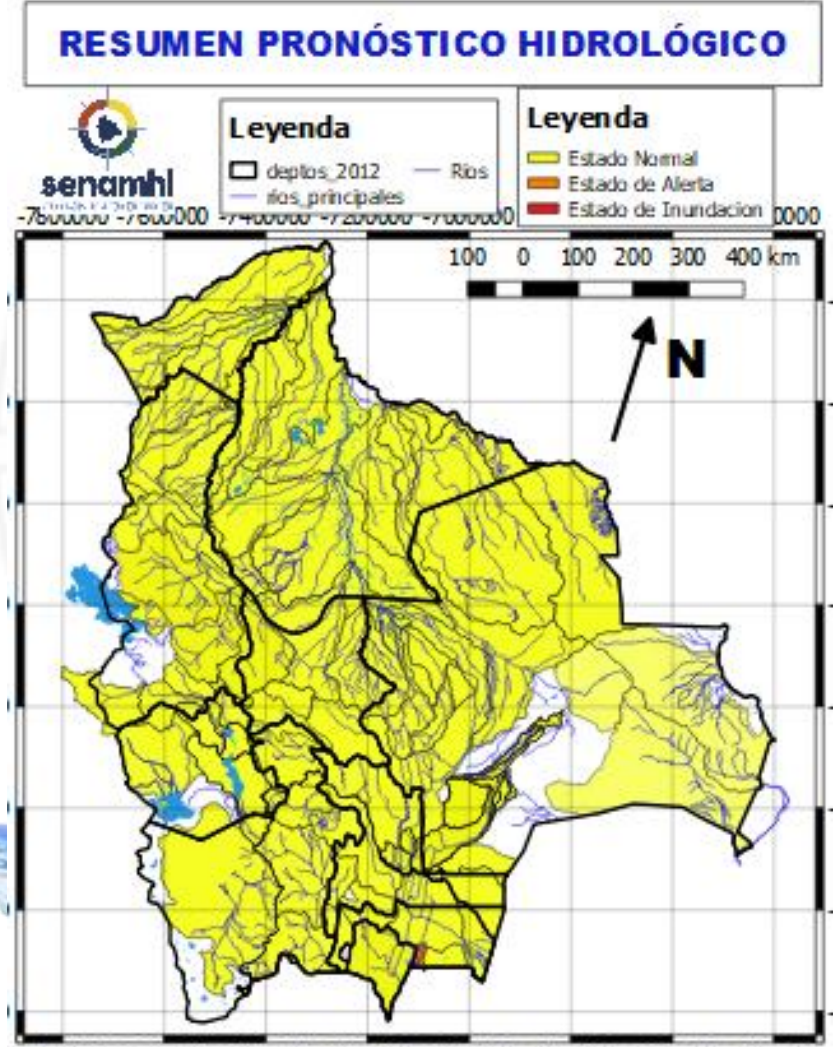 RESUMEN PRONÓSTICO HIDROLÓGICO
senamhi
Leyenda
deptos_2012
Rios
rios_principales
Leyenda
Estado Normal
Estado de Alerta
Estado de Inundacion
-7600000 -7400000 -7200000 -7000000
100 0 100 200 300 400 km
N